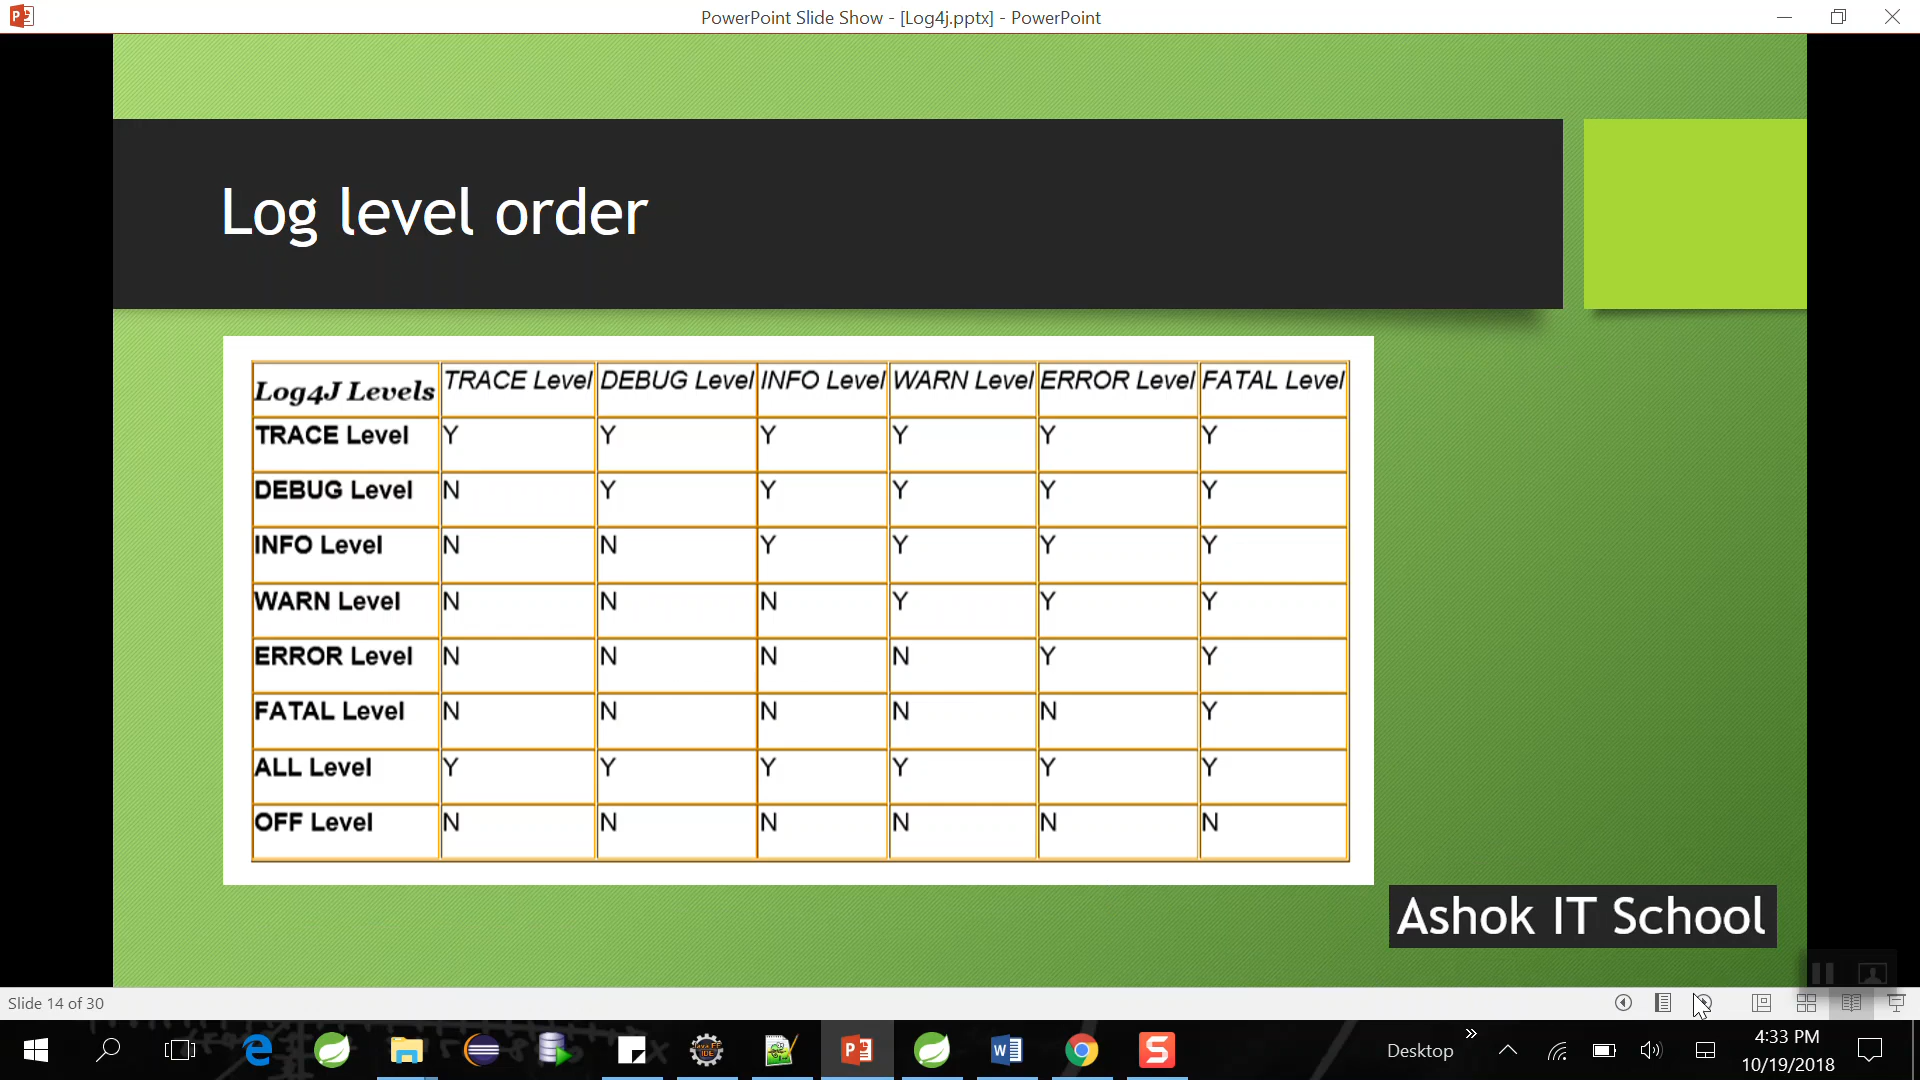 PowerPoint Slide Show - [Log4j.pptx] - PowerPoint
Log level order
Log4J Levels TRACE Level DEBUG Level INFO Level WARN Level ERROR Level FATAL Level
TRACE Level Y Y Y Y Y Y
DEBUG Level N Y Y Y Y Y
INFO Level N N Y Y Y Y
WARN Level N N N Y Y Y
ERROR Level N N N N Y Y
FATAL Level N N N N N Y
ALL Level Y Y Y Y Y Y
OFF Level N N N N N N
Ashok IT School
Slide 14 of 30
Desktop
4:33 PM
10/19/2018